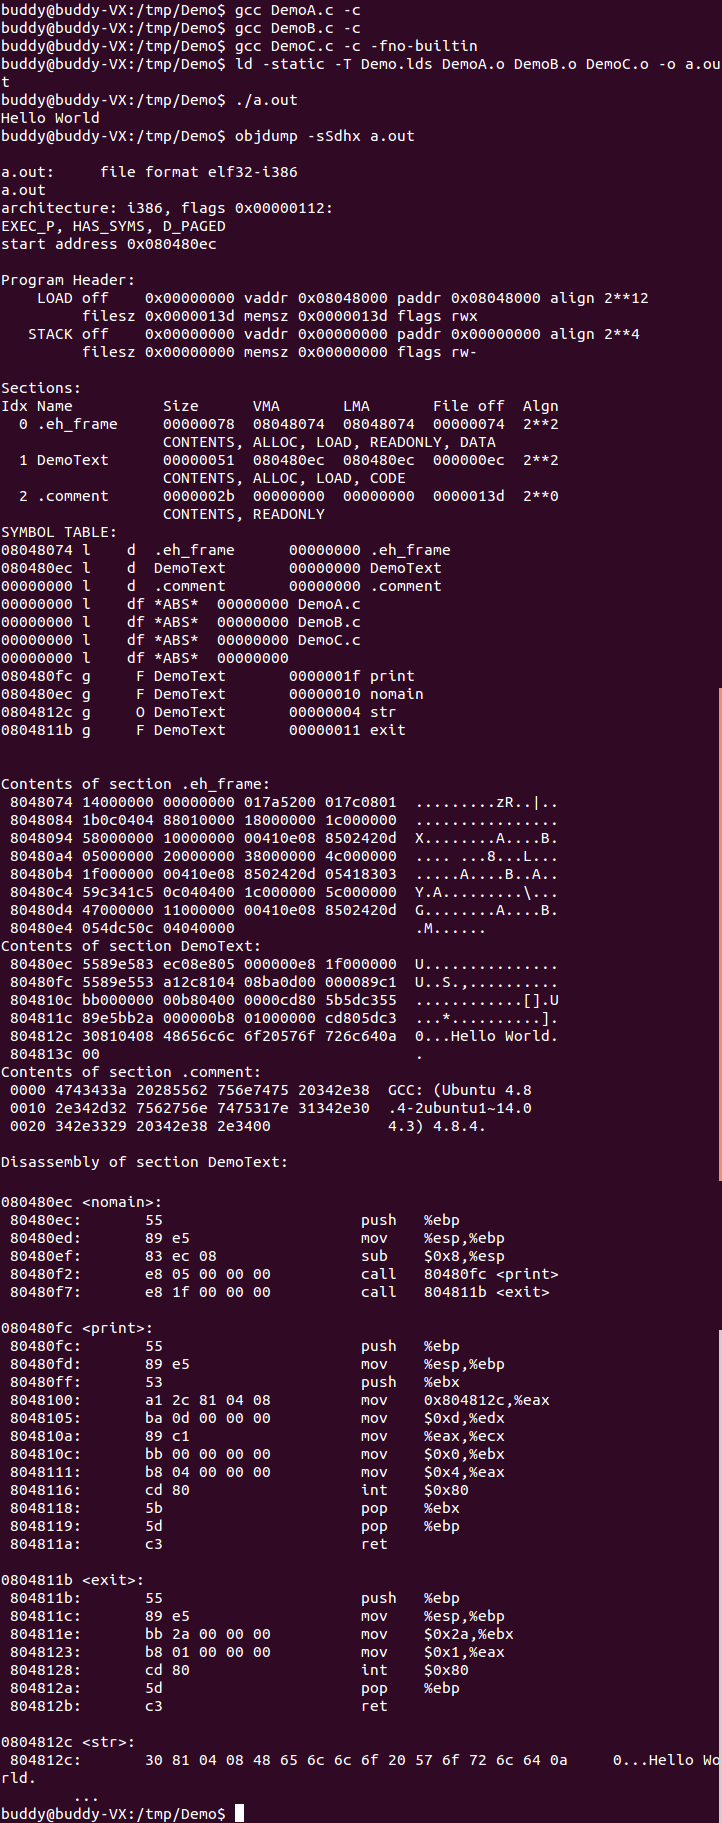 buddy@buddy-VX:/tmp/Demo$ gcc DemoA.c -c
buddy@buddy-VX:/tmp/Demo$ gcc DemoB.c -c
buddy@buddy-VX:/tmp/Demo$ gcc DemoC.c -c -fno-builtin
buddy@buddy-VX:/tmp/Demo$ ld -static -T Demo.lds DemoA.o DemoB.o DemoC.o -o a.ou
t
buddy@buddy-VX:/tmp/Demo$ ./a.out
Hello World
buddy@buddy-VX:/tmp/Demo$ objdump -sSdhx a.out

a.out:     file format elf32-i386
a.out
architecture: i386, flags 0x00000112:
EXEC_P, HAS_SYMS, D_PAGED
start address 0x080480ec

Program Header:
    LOAD off    0x00000000 vaddr 0x08048000 paddr 0x08048000 align 2**12
         filesz 0x0000013d memsz 0x0000013d flags rwx
   STACK off    0x00000000 vaddr 0x00000000 paddr 0x00000000 align 2**4
         filesz 0x00000000 memsz 0x00000000 flags rw-

Sections:
Idx Name          Size      VMA       LMA       File off  Algn
  0 .eh_frame     00000078  08048074  08048074  00000074  2**2
                  CONTENTS, ALLOC, LOAD, READONLY, DATA
  1 DemoText      00000051  080480ec  080480ec  000000ec  2**2
                  CONTENTS, ALLOC, LOAD, CODE
  2 .comment      0000002b  00000000  00000000  0000013d  2**0
                  CONTENTS, READONLY
SYMBOL TABLE:
08048074 l    d  .eh_frame      00000000 .eh_frame
080480ec l    d  DemoText       00000000 DemoText
00000000 l    d  .comment       00000000 .comment
00000000 l    df *ABS*  00000000 DemoA.c
00000000 l    df *ABS*  00000000 DemoB.c
00000000 l    df *ABS*  00000000 DemoC.c
00000000 l    df *ABS*  00000000
080480fc g     F DemoText       0000001f print
080480ec g     F DemoText       00000010 nomain
0804812c g     O DemoText       00000004 str
0804811b g     F DemoText       00000011 exit

Contents of section .eh_frame:
 8048074 14000000 00000000 017a5200 017c0801  .........zR..|..
 8048084 1b0c0404 88010000 18000000 1c000000  ................
 8048094 58000000 10000000 00410e08 8502420d  X........A....B.
 80480a4 05000000 20000000 38000000 4c000000  .... ...8...L...
 80480b4 1f000000 00410e08 8502420d 05418303  .....A....B..A..
 80480c4 59c341c5 0c040400 1c000000 5c000000  Y.A.........\...
 80480d4 47000000 11000000 00410e08 8502420d  G........A....B.
 80480e4 054dc50c 04040000                    .M......
Contents of section DemoText:
 80480ec 5589e583 ec08e805 000000e8 1f000000  U...............
 80480fc 5589e553 a12c8104 08ba0d00 000089c1  U..S.,..........
 804810c bb000000 00b80400 0000cd80 5b5dc355  ............[].U
 804811c 89e5bb2a 000000b8 01000000 cd805dc3  ...*..........].
 804812c 30810408 48656c6c 6f20576f 726c640a  0...Hello World.
 804813c 00                                   .
Contents of section .comment:
 0000 4743433a 20285562 756e7475 20342e38  GCC: (Ubuntu 4.8
 0010 2e342d32 7562756e 7475317e 31342e30  .4-2ubuntu1~14.0
 0020 342e3329 20342e38 2e3400             4.3) 4.8.4.

Disassembly of section DemoText:

080480ec <nomain>:
 80480ec:       55                      push   %ebp
 80480ed:       89 e5                   mov    %esp,%ebp
 80480ef:       83 ec 08                sub    $0x8,%esp
 80480f2:       e8 05 00 00 00          call   80480fc <print>
 80480f7:       e8 1f 00 00 00          call   804811b <exit>

080480fc <print>:
 80480fc:       55                      push   %ebp
 80480fd:       89 e5                   mov    %esp,%ebp
 80480ff:       53                      push   %ebx
 8048100:       a1 2c 81 04 08          mov    0x804812c,%eax
 8048105:       ba 0d 00 00 00          mov    $0xd,%edx
 804810a:       89 c1                   mov    %eax,%ecx
 804810c:       bb 00 00 00 00          mov    $0x0,%ebx
 8048111:       b8 04 00 00 00          mov    $0x4,%eax
 8048116:       cd 80                   int    $0x80
 8048118:       5b                      pop    %ebx
 8048119:       5d                      pop    %ebp
 804811a:       c3                      ret

0804811b <exit>:
 804811b:       55                      push   %ebp
 804811c:       89 e5                   mov    %esp,%ebp
 804811e:       bb 2a 00 00 00          mov    $0x2a,%ebx
 8048123:       b8 01 00 00 00          mov    $0x1,%eax
 8048128:       cd 80                   int    $0x80
 804812a:       5d                      pop    %ebp
 804812b:       c3                      ret

0804812c <str>:
 804812c:       30 81 04 08 48 65 6c 6c 6f 20 57 6f 72 6c 64 0a     0...Hello Wo
rld.
        ...
buddy@buddy-VX:/tmp/Demo$